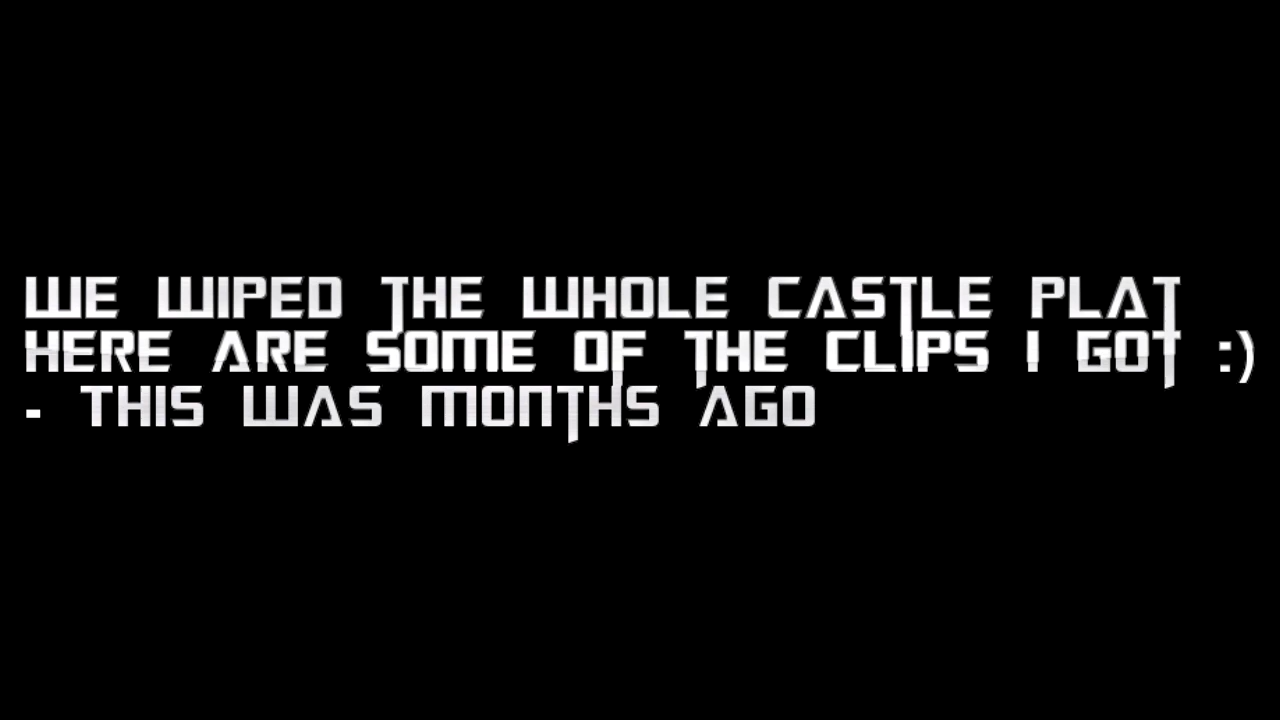 WE WIPED THE WHOLE CASTLE PLAT
HERE ARE SOME OF THE CLIPS I GOT :)
- THIS WAS MONTHS AGO